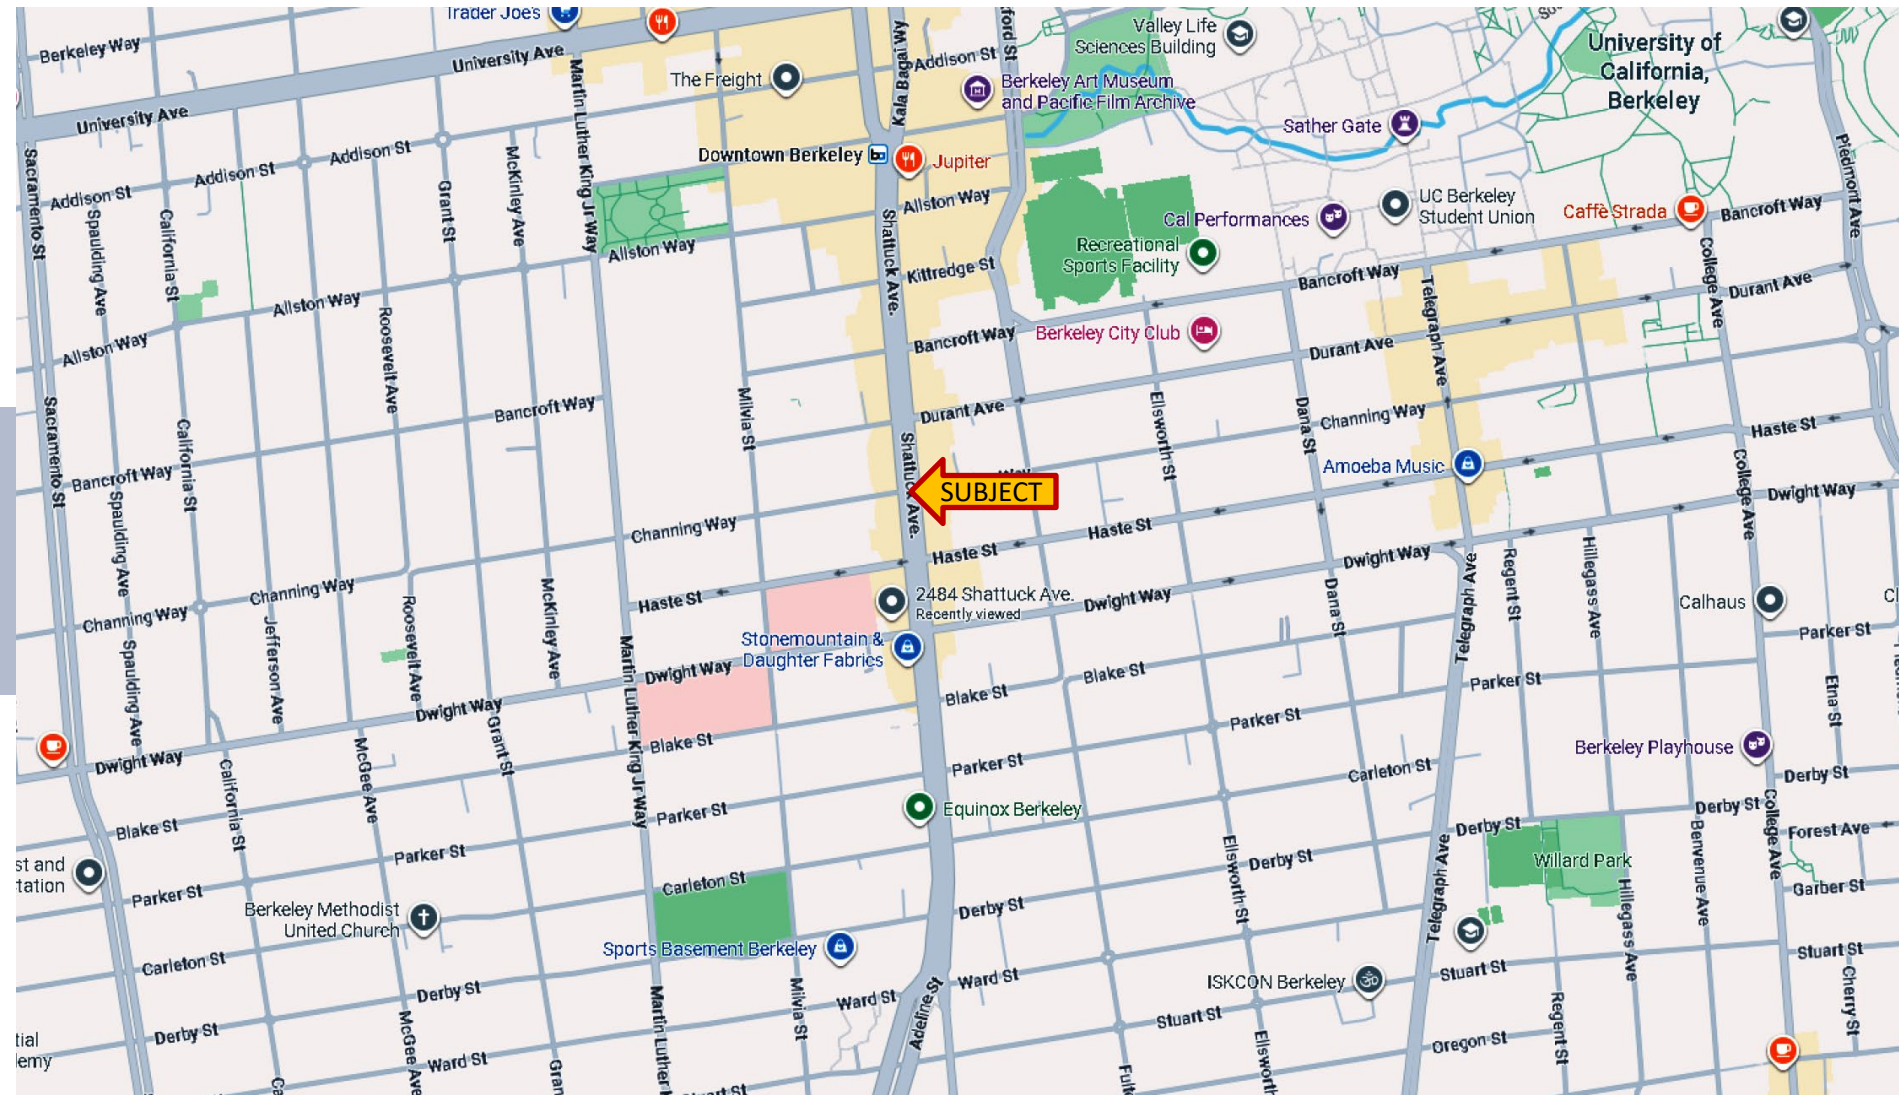 Trader Joe's
Berkeley Way
University Ave
University Ave
The Freight
Kala Bagai Way
Addison St
Valley Life
Sciences Building
Berkeley Art Museum
and Pacific Film Archive
University of
California,
Berkeley
Sather Gate
Piedmont Ave
Sacramento St
Addison St
Addison St
Addison St
Martin Luther King Jr Way
McKinley Ave
Grant St
Downtown Berkeley
Jupiter
Allston Way
UC Berkeley
Student Union
Cal Performances
Caffè Strada
Bancroft Way
Spaulding Ave
California St
Allston Way
Shattuck Ave.
Kittredge St
Recreational
Sports Facility
Bancroft Way
Telegraph Ave
College Ave
Durant Ave
Allston Way
Allston Way
Roosevelt Ave
Bancroft Way
Berkeley City Club
Durant Ave
Sacramento St
California St
Bancroft Way
Milvia St
Durant Ave
Ellsworth St
Dana St
Channing Way
Haste St
Shattuck Ave.
SUBJECT
Amoeba Music
College Ave
Dwight Way
Bancroft Way
Spaulding Ave
Channing Way
Haste St
Haste St
Dwight Way
Channing Way
Channing Way
Roosevelt Ave
McKinley Ave
Haste St
2484 Shattuck Ave.
Recently viewed
Dwight Way
Dana St
Telegraph Ave
Regent St
Hillegass Ave
Calhaus
Parker St
Spaulding Ave
Jefferson Ave
Martin Luther King Jr Way
Stonemountain &
Daughter Fabrics
Dwight Way
Blake St
Blake St
Parker St
Etna St
Dwight Way
Grant St
Blake St
Parker St
Berkeley Playhouse
Dwight Way
California St
McGee Ave
Parker St
Carleton St
Derby St
Blake St
Parker St
Equinox Berkeley
Derby St
Derby St
College Ave
Forest Ave
Parker St
Carleton St
Ellsworth St
Derby St
Telegraph Ave
Willard Park
Benvenue Ave
Garber St
st and
tation
Parker St
Berkeley Methodist
United Church
Derby St
Hillegass Ave
Carleton St
Sports Basement Berkeley
Stuart St
Derby St
Ward St
ISKCON Berkeley
Stuart St
Cherry St
Derby St
McGee Ave
Milvia St
Ward St
Adeline St
Stuart St
Regent St
Oregon St
tial
demy
Ward St
Gran
Martin Luther
Ellsworth